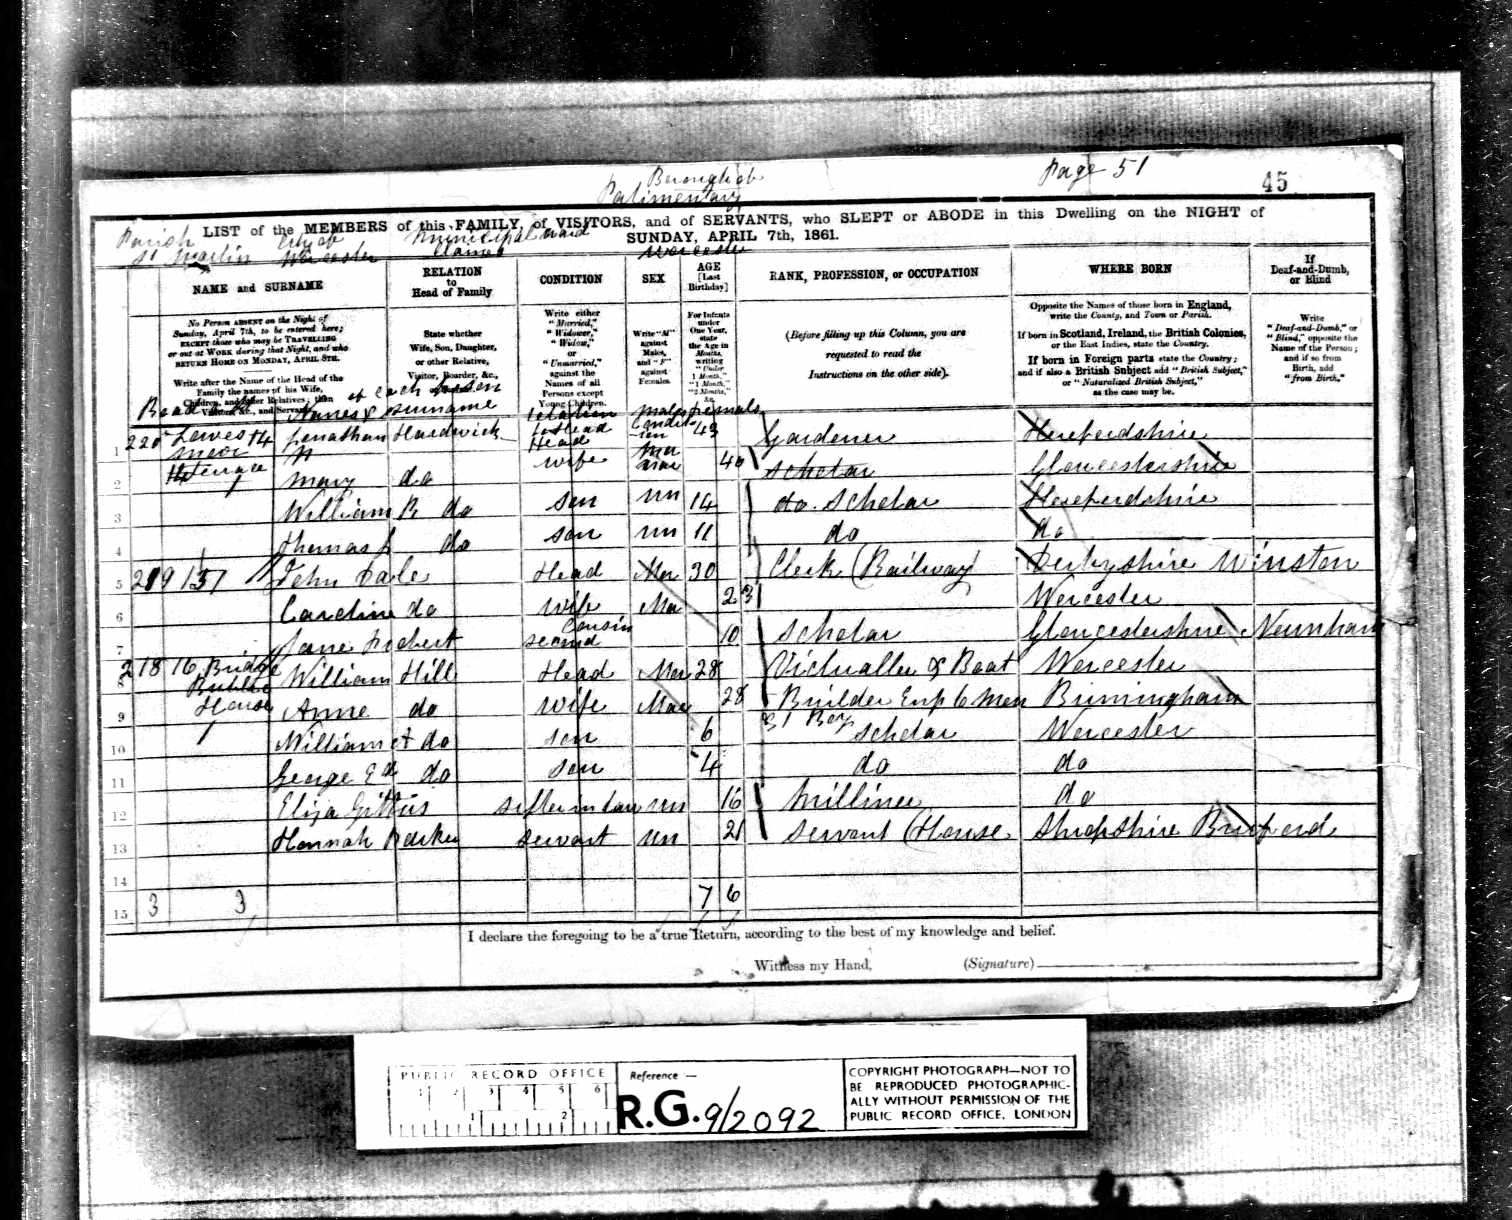 Page 51
45
Borough of
LIST of the MEMBERS of this FAMILY, of VISITORS, and of SERVANTS, who SLEPT or ABODE in this Dwelling on the NIGHT of
SUNDAY, APRIL 7th, 1861.
Parish City of Municipal ward
St Martin Worcester Worcester
NAME and SURNAME
RELATION to Head of Family
CONDITION
SEX
AGE [Last Birthday]
RANK, PROFESSION, or OCCUPATION
WHERE BORN
If Deaf-and-Dumb, or Blind
No Person ABSENT on the Night of
Sunday, April 7th, to be entered here;
EXCEPT those who may be TRAVELLING
or out at WORK during that Night, and who
RETURN HOME ON MONDAY, APRIL 8TH.
Write after the Name of the Head of the
Family the names of his Wife,
Children, and other Relatives; then
Visitors, &c., and Servants.
State whether
Wife, Son, Daughter,
or other Relative,
Visitor, Boarder, &c.,
Write either
"Married,"
"Widower,"
"Widow,"
or
"Unmarried,"
against the
Names of all
Persons except
Young Children.
Write "M"
against
Males,
and "F"
against
Females.
For Infants
under
One Year,
state
the Age in
Months,
writing
"Under
1 Month,"
"1 Month,"
"2 Months,"
&c.
(Before filling up this Column, you are
requested to read the
Instructions on the other side).
Opposite the Names of those born in England,
write the County, and Town or Parish.
If born in Scotland, Ireland, the British Colonies,
or the East Indies, state the Country.
If born in Foreign parts state the Country;
and if also a British Subject add "British Subject,"
or "Naturalized British Subject,"
as the case may be.
Write
"Deaf-and-Dumb," or
"Blind," opposite the
Name of the Person;
and if so from
Birth, add
"from Birth."
of each
Names & surname males females
1 220 14 Jonathan Hardwick Head Mar 43 Gardener Herefordshire
Terrace
2 Mary do wife Mar 40 scholar Gloucestershire
3 William R do son un 14 do. scholar Herefordshire
4 Thomas J do son un 11 do do
5 219 15 John Dale Head Mar 30 Clerk (Railway) Derbyshire Winston
6 Caroline do wife Mar 23 Worcester
7 Jane Probert second cousin 10 scholar Gloucestershire Newnham
8 218 16 Bridge William Hill Head Mar 28 Victualler & Boat Worcester
Public
House
9 Anne do wife Mar 28 Builder Emp 6 Men Birmingham
& 1 Boy
10 William do son 6 scholar Worcester
11 George Ed do son 4 do do
12 Eliza Gittus sister in law un 16 Milliner do
13 Hannah Parker servant un 21 servant (House Shropshire Burford
14
15 3 3 7 6
I declare the foregoing to be a true Return, according to the best of my knowledge and belief.
Witness my Hand, (Signature)
PUBLIC RECORD OFFICE
1 2 3 4 5 6
1 2
Reference —
R.G. 9/2092
COPYRIGHT PHOTOGRAPH—NOT TO
BE REPRODUCED PHOTOGRAPHIC-
ALLY WITHOUT PERMISSION OF THE
PUBLIC RECORD OFFICE, LONDON